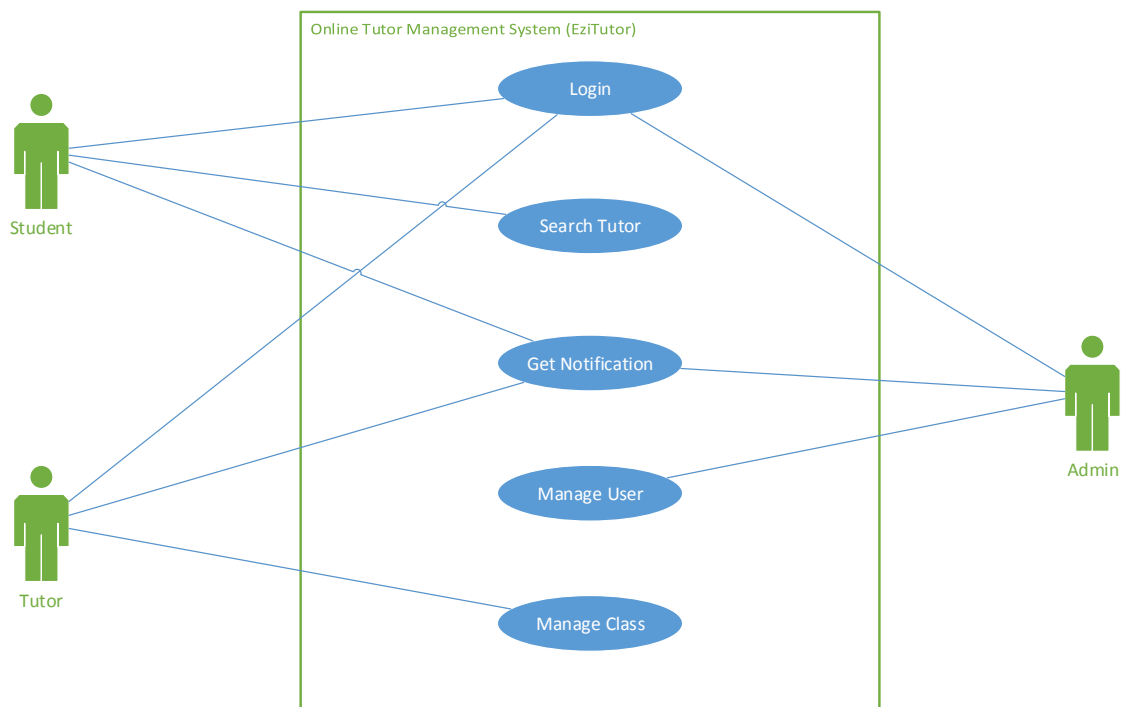 Online Tutor Management System (EziTutor)
Login
Student
Search Tutor
Get Notification
Admin
Manage User
Tutor
Manage Class